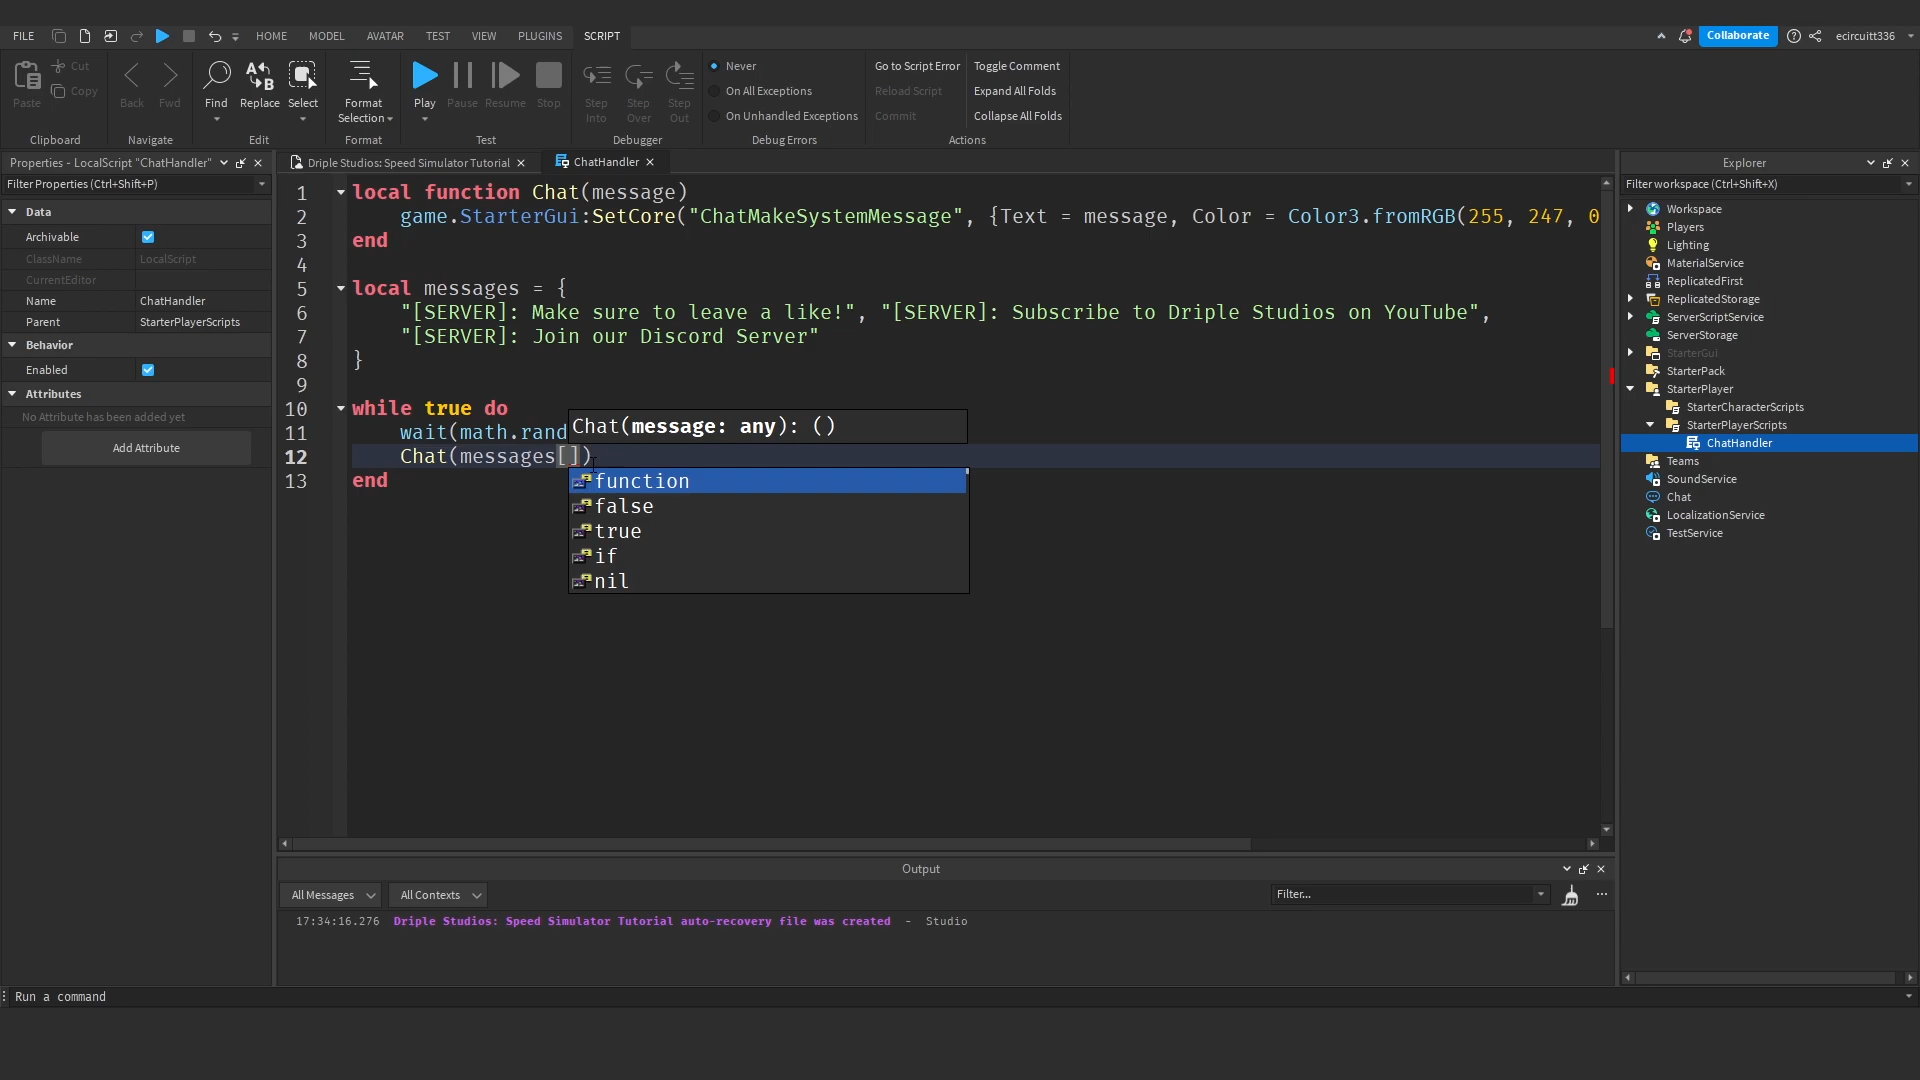 FILE HOME MODEL AVATAR TEST VIEW PLUGINS SCRIPT Collaborate ecircuitt336
Paste Cut Copy Back Fwd Find Replace Select Format Selection Play Pause Resume Stop Step Into Step Over Step Out
Never Go to Script Error Toggle Comment
On All Exceptions Reload Script Expand All Folds
On Unhandled Exceptions Commit Collapse All Folds
Clipboard Navigate Edit Format Test Debugger Debug Errors Actions
Properties - LocalScript "ChatHandler"
Filter Properties (Ctrl+Shift+P)
Data
Archivable
ClassName LocalScript
CurrentEditor
Name ChatHandler
Parent StarterPlayerScripts
Behavior
Enabled
Attributes
No Attribute has been added yet
Add Attribute
Driple Studios: Speed Simulator Tutorial ChatHandler
1 local function Chat(message)
2 game.StarterGui:SetCore("ChatMakeSystemMessage", {Text = message, Color = Color3.fromRGB(255, 247, 0
3 end
4
5 local messages = {
6 "[SERVER]: Make sure to leave a like!", "[SERVER]: Subscribe to Driple Studios on YouTube",
7 "[SERVER]: Join our Discord Server"
8 }
9
10 while true do
11 wait(math.rand
12 Chat(messages[])
13 end
Chat(message: any): ()
function
false
true
if
nil
Explorer
Filter workspace (Ctrl+Shift+X)
Workspace
Players
Lighting
MaterialService
ReplicatedFirst
ReplicatedStorage
ServerScriptService
ServerStorage
StarterGui
StarterPack
StarterPlayer
StarterCharacterScripts
StarterPlayerScripts
ChatHandler
Teams
SoundService
Chat
LocalizationService
TestService
Output
All Messages All Contexts Filter...
17:34:16.276 Driple Studios: Speed Simulator Tutorial auto-recovery file was created - Studio
Run a command